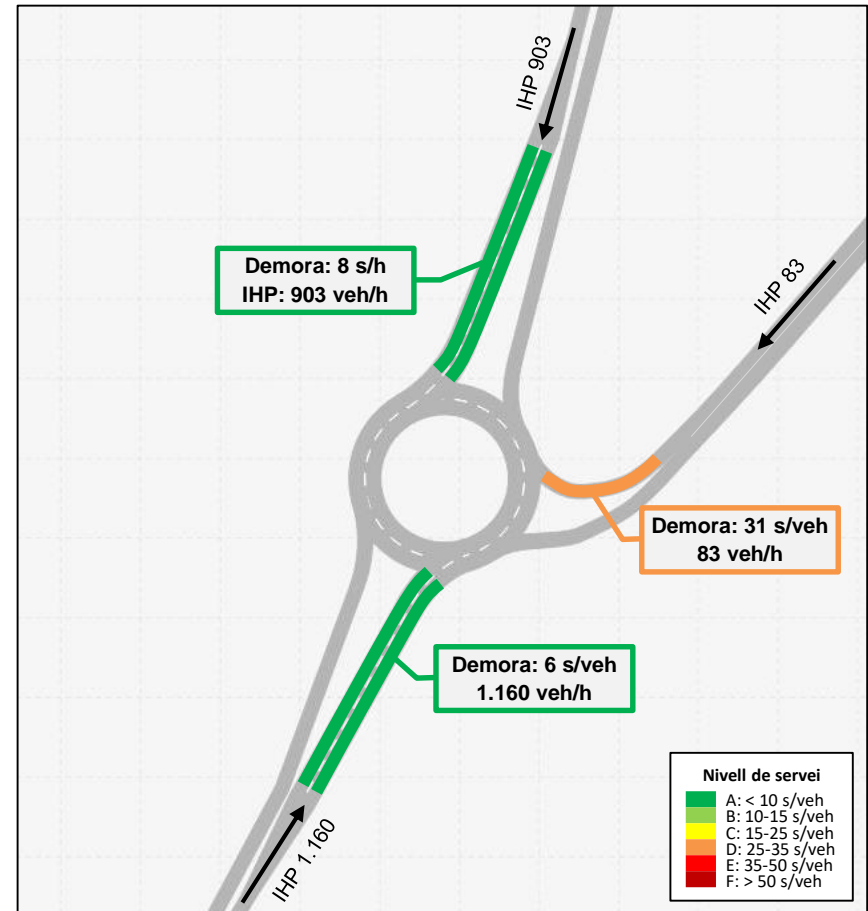 IHP 903
Demora: 8 s/h
IHP: 903 veh/h
IHP 83
Demora: 31 s/veh
83 veh/h
Demora: 6 s/veh
1.160 veh/h
IHP 1.160
Nivell de servei
A: < 10 s/veh
B: 10-15 s/veh
C: 15-25 s/veh
D: 25-35 s/veh
E: 35-50 s/veh
F: > 50 s/veh